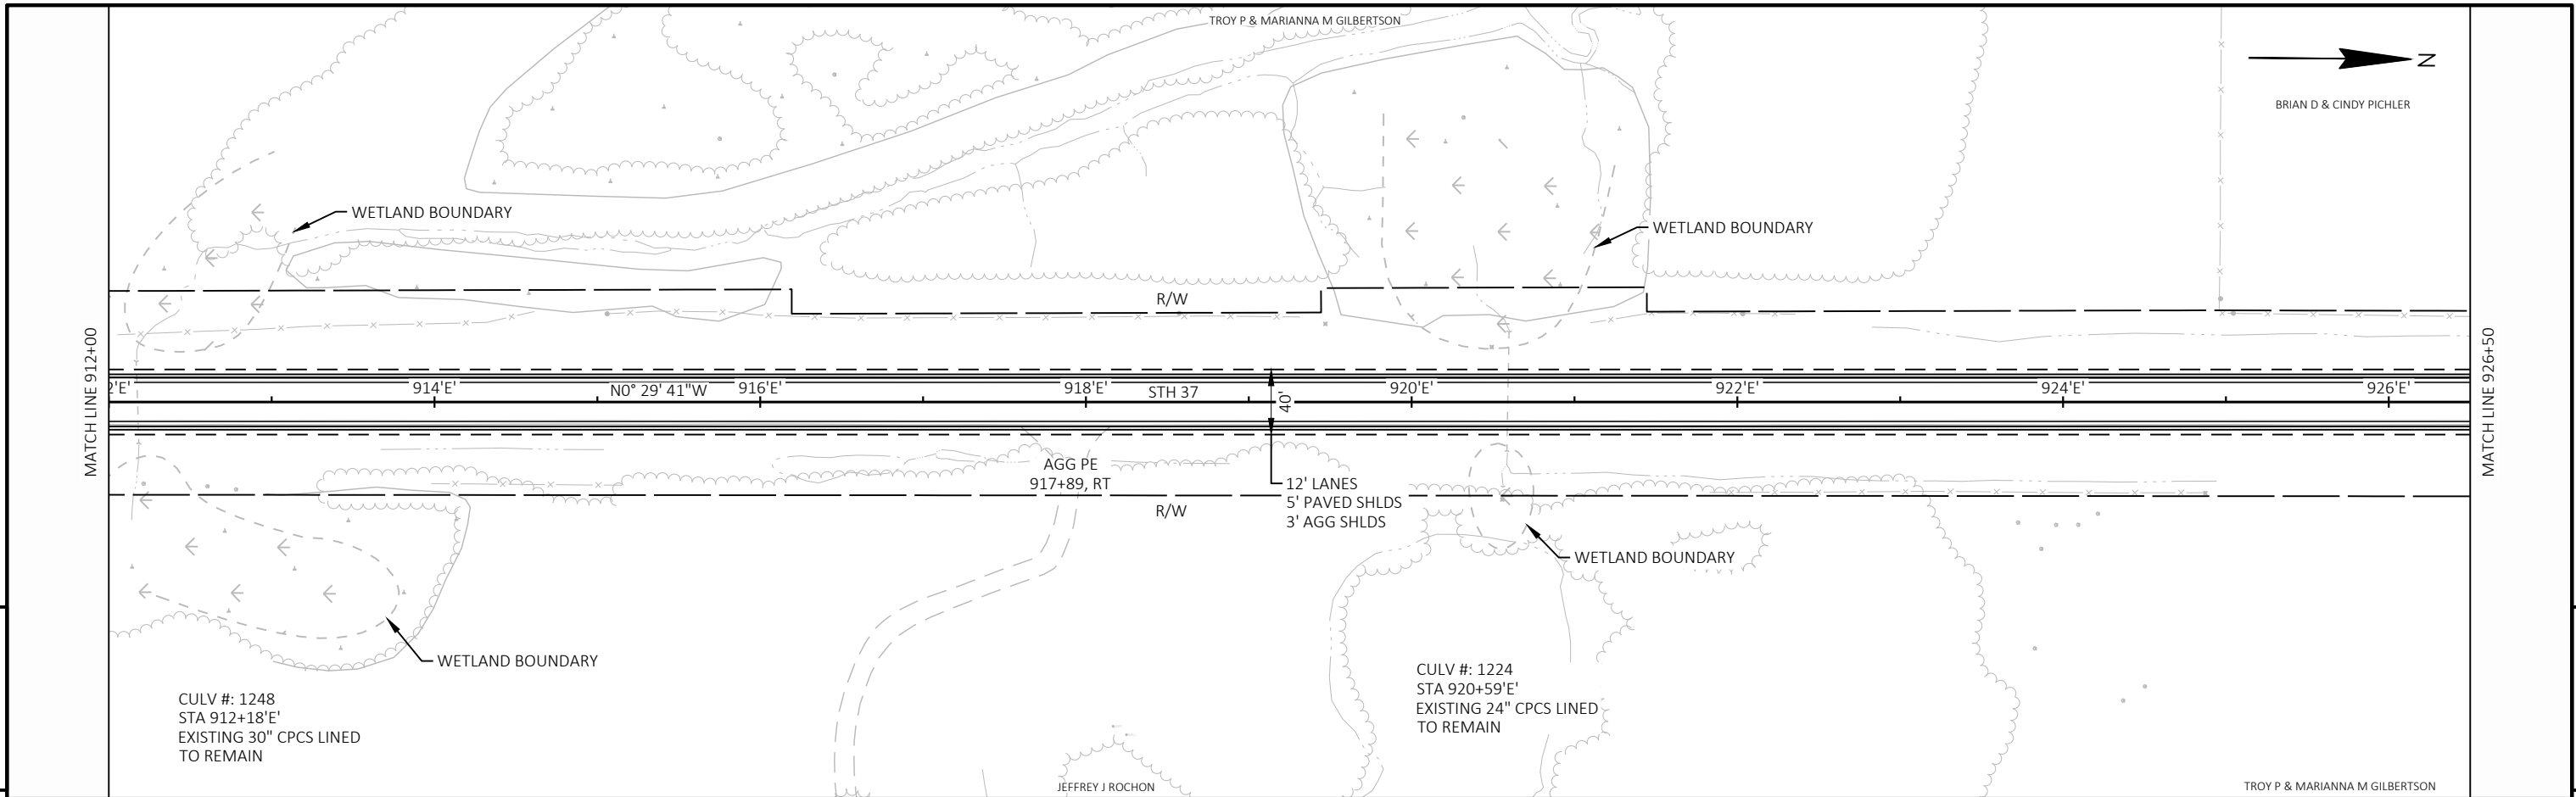 TROY P & MARIANNA M GILBERTSON
N
BRIAN D & CINDY PICHLER
WETLAND BOUNDARY
WETLAND BOUNDARY
R/W
MATCH LINE 912+00
2'E'
914'E'
N0° 29' 41"W
916'E'
918'E'
STH 37
40'
920'E'
922'E'
924'E'
926'E'
MATCH LINE 926+50
AGG PE
917+89, RT
R/W
12' LANES
5' PAVED SHLDS
3' AGG SHLDS
WETLAND BOUNDARY
WETLAND BOUNDARY
CULV #: 1248
STA 912+18'E'
EXISTING 30" CPCS LINED
TO REMAIN
CULV #: 1224
STA 920+59'E'
EXISTING 24" CPCS LINED
TO REMAIN
JEFFREY J ROCHON
TROY P & MARIANNA M GILBERTSON